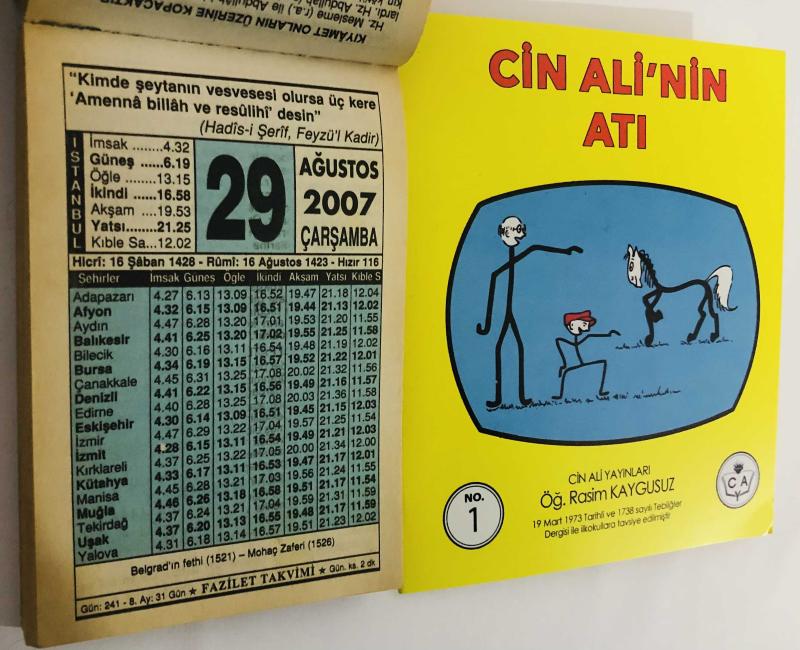 KIYÂMET ONLARIN ÜZERİNE KOPACAKTIR
Hz. Mesleme (r.a.) ile Abdullâh
"Kimde şeytanın vesvesesi olursa üç kere
'Amennâ billâh ve resûlihî' desin"
(Hadîs-i Şerîf, Feyzü'l Kadir)
ISTANBUL
İmsak ........4.32
Güneş ......6.19
Öğle ........13.15
İkindi ......16.58
Akşam ....19.53
Yatsı.......21.25
Kıble Sa...12.02
29
AĞUSTOS
2007
ÇARŞAMBA
Hicrî: 16 Şâban 1428 - Rûmî: 16 Ağustos 1423 - Hızır 116
Şehirler İmsak Güneş Öğle İkindi Akşam Yatsı Kıble S
Adapazarı 4.27 6.13 13.09 16.52 19.47 21.18 12.04
Afyon 4.32 6.15 13.09 16.51 19.44 21.13 12.02
Aydın 4.47 6.28 13.20 17.01 19.53 21.20 11.55
Balıkesir 4.41 6.25 13.20 17.02 19.55 21.25 11.58
Bilecik 4.30 6.16 13.11 16.54 19.48 21.19 12.02
Bursa 4.34 6.19 13.15 16.57 19.52 21.22 12.01
Çanakkale 4.45 6.31 13.25 17.08 20.02 21.32 11.56
Denizli 4.41 6.22 13.15 16.56 19.49 21.16 11.57
Edirne 4.40 6.28 13.25 17.08 20.03 21.36 11.58
Eskişehir 4.30 6.14 13.09 16.51 19.45 21.15 12.03
İzmir 4.47 6.29 13.22 17.04 19.57 21.25 11.54
İzmit 4.28 6.15 13.11 16.54 19.49 21.21 12.03
Kırklareli 4.37 6.25 13.22 17.05 20.00 21.34 12.00
Kütahya 4.33 6.17 13.11 16.53 19.47 21.17 12.01
Manisa 4.45 6.28 13.21 17.03 19.56 21.24 11.55
Muğla 4.46 6.26 13.18 16.58 19.51 21.17 11.54
Tekirdağ 4.37 6.24 13.21 17.04 19.59 21.31 11.59
Uşak 4.37 6.20 13.13 16.55 19.48 21.17 11.59
Yalova 4.31 6.18 13.14 16.57 19.51 21.23 12.02
Belgrad'ın fethi (1521) – Mohaç Zaferi (1526)
Gün: 241 - 8. Ay: 31 Gün ★ FAZİLET TAKVİMİ ★ Gün. ks. 2 dk
CİN ALİ'NİN
ATI
NO.
1
CİN ALİ YAYINLARI
Öğ. Rasim KAYGUSUZ
19 Mart 1973 Tarihli ve 1738 sayılı Tebliğler
Dergisi ile ilkokullara tavsiye edilmiştir
C A